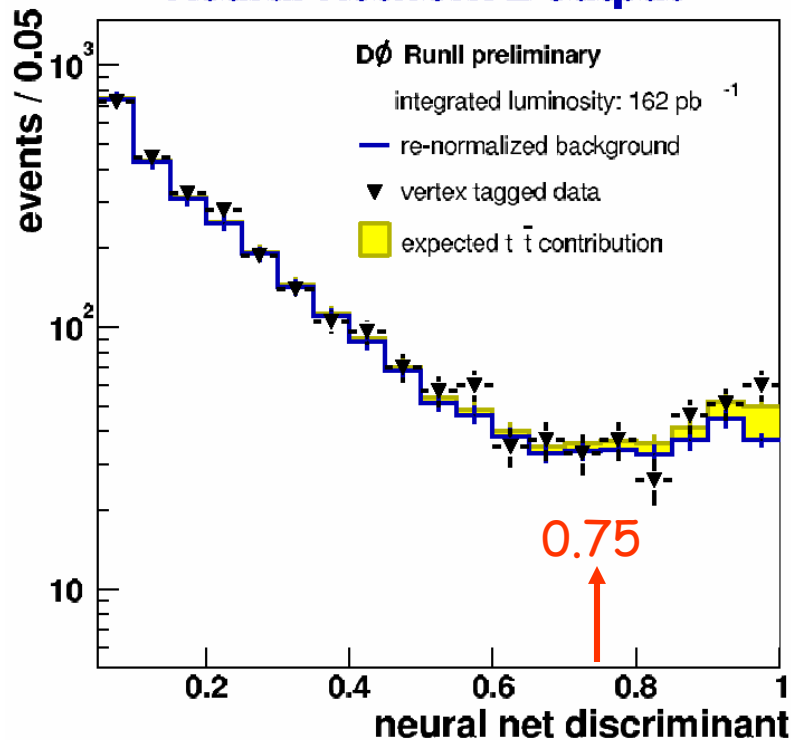 DØ RunII preliminary
integrated luminosity: 162 pb⁻¹
re-normalized background
vertex tagged data
expected t t̄ contribution
events / 0.05
10³
10²
10
0.75
0.2 0.4 0.6 0.8 1
neural net discriminant